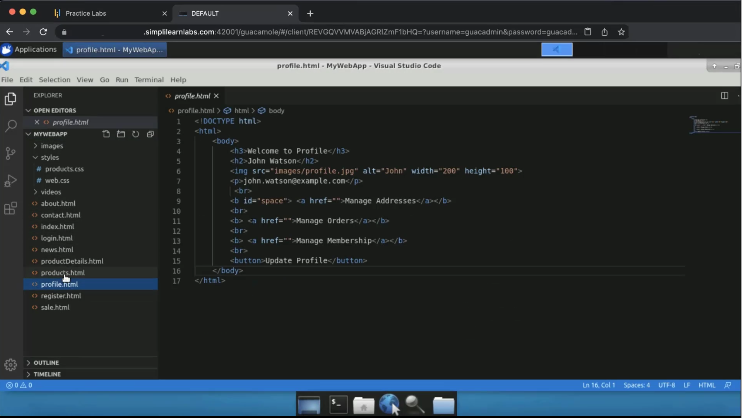 Practice Labs
DEFAULT
.simplilearnlabs.com:42001/guacamole/#/client/REVGQVVMVABjAGRIZmF1bHQ=?username=guacadmin&password=guacad...
Applications
profile.html - MyWebApp...
profile.html - MyWebApp - Visual Studio Code
File Edit Selection View Go Run Terminal Help
EXPLORER
OPEN EDITORS
profile.html
MYWEBAPP
images
styles
products.css
web.css
videos
about.html
contact.html
index.html
login.html
news.html
productDetails.html
products.html
profile.html
register.html
sale.html
OUTLINE
TIMELINE
profile.html
profile.html > html > body
1 <!DOCTYPE html>
2 <html>
3 <body>
4 <h3>Welcome to Profile</h3>
5 <h2>John Watson</h2>
6 <img src="images/profile.jpg" alt="John" width="200" height="100">
7 <p>john.watson@example.com</p>
8 <br>
9 <b id="space"> <a href="">Manage Addresses</a></b>
10 <br>
11 <b> <a href="">Manage Orders</a></b>
12 <br>
13 <b> <a href="">Manage Membership</a></b>
14 <br>
15 <button>Update Profile</button>
16 </body>
17 </html>
0 0
Ln 16, Col 1 Spaces: 4 UTF-8 LF HTML